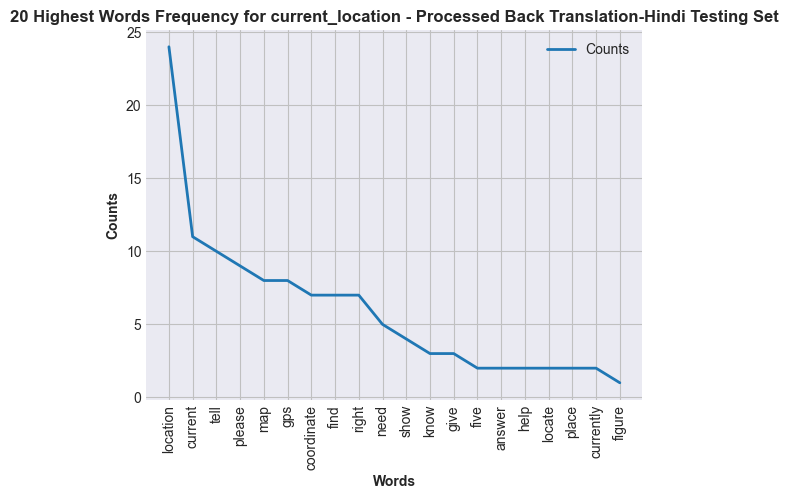 20 Highest Words Frequency for current_location - Processed Back Translation-Hindi Testing Set
Counts
25
20
15
10
5
0
Counts
location
current
tell
please
map
gps
coordinate
find
right
need
show
know
give
five
answer
help
locate
place
currently
figure
Words